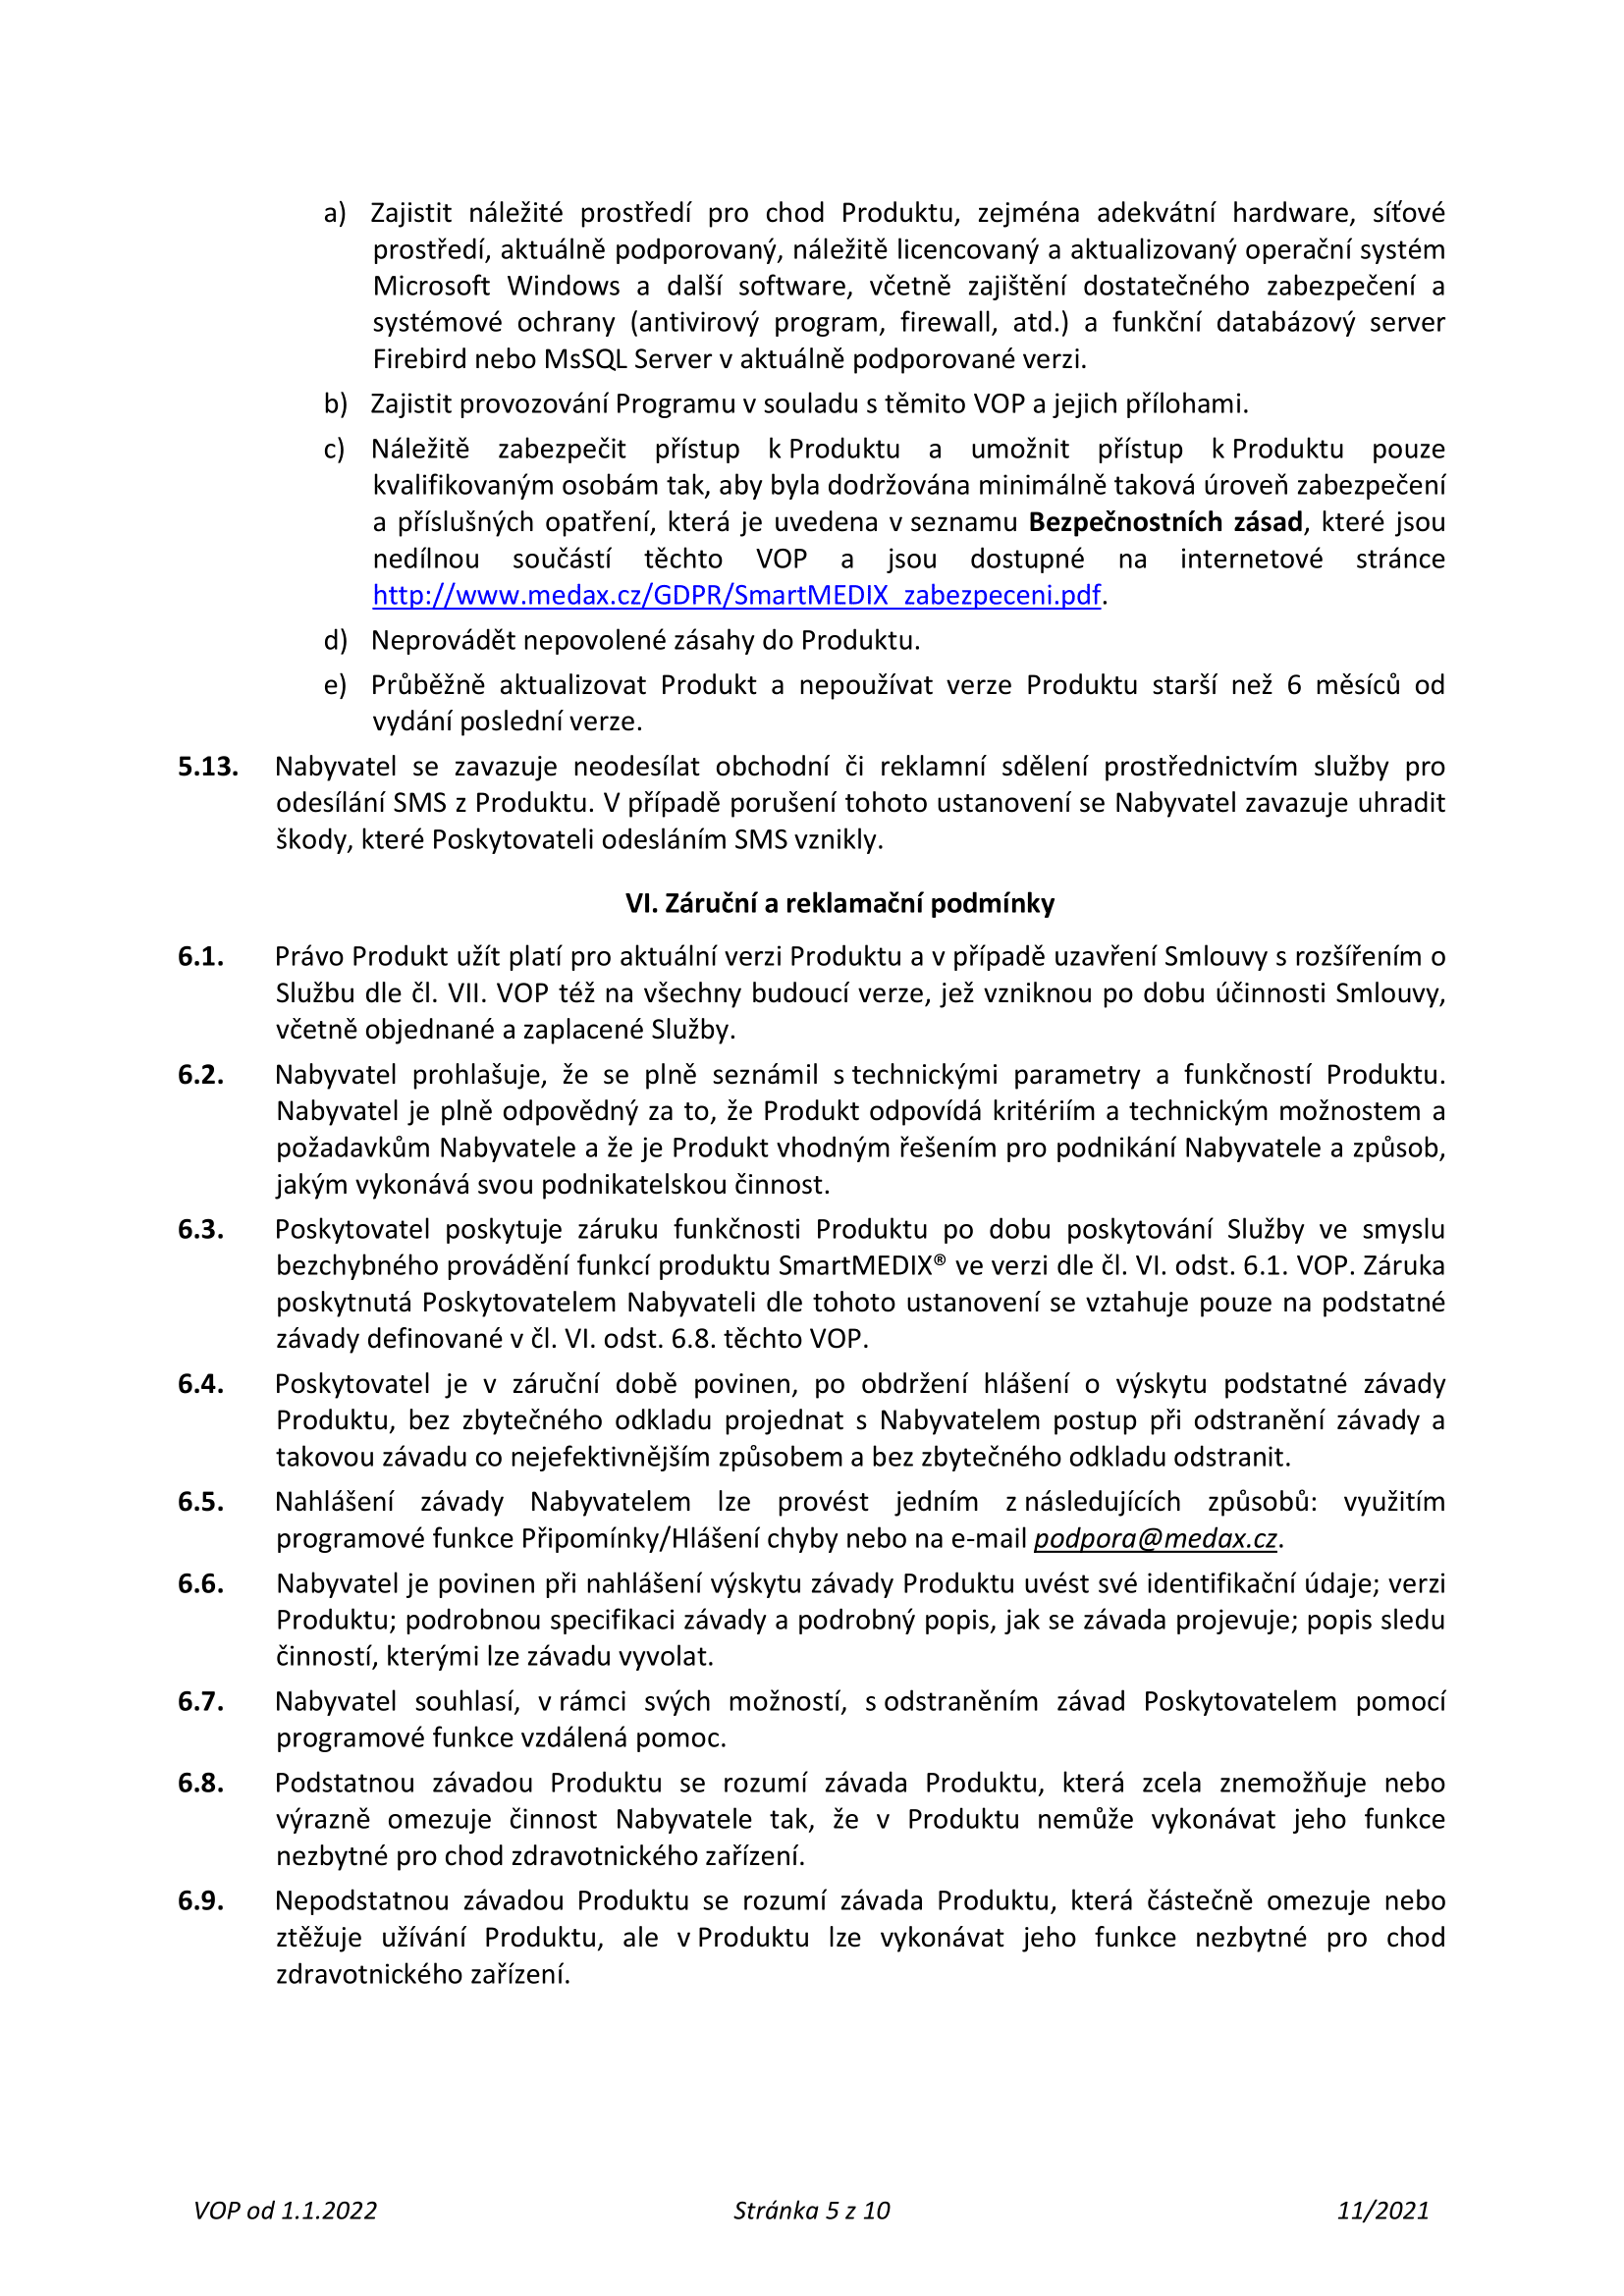 a) Zajistit náležité prostředí pro chod Produktu, zejména adekvátní hardware, síťové
prostředí, aktuálně podporovaný, náležitě licencovaný a aktualizovaný operační systém
Microsoft Windows a další software, včetně zajištění dostatečného zabezpečení a
systémové ochrany (antivirový program, firewall, atd.) a funkční databázový server
Firebird nebo MsSQL Server v aktuálně podporované verzi.
b) Zajistit provozování Programu v souladu s těmito VOP a jejich přílohami.
c) Náležitě zabezpečit přístup k Produktu a umožnit přístup k Produktu pouze
kvalifikovaným osobám tak, aby byla dodržována minimálně taková úroveň zabezpečení
a příslušných opatření, která je uvedena v seznamu Bezpečnostních zásad, které jsou
nedílnou součástí těchto VOP a jsou dostupné na internetové stránce
http://www.medax.cz/GDPR/SmartMEDIX_zabezpeceni.pdf.
d) Neprovádět nepovolené zásahy do Produktu.
e) Průběžně aktualizovat Produkt a nepoužívat verze Produktu starší než 6 měsíců od
vydání poslední verze.
5.13. Nabyvatel se zavazuje neodesílat obchodní či reklamní sdělení prostřednictvím služby pro
odesílání SMS z Produktu. V případě porušení tohoto ustanovení se Nabyvatel zavazuje uhradit
škody, které Poskytovateli odesláním SMS vznikly.
VI. Záruční a reklamační podmínky
6.1. Právo Produkt užít platí pro aktuální verzi Produktu a v případě uzavření Smlouvy s rozšířením o
Službu dle čl. VII. VOP též na všechny budoucí verze, jež vzniknou po dobu účinnosti Smlouvy,
včetně objednané a zaplacené Služby.
6.2. Nabyvatel prohlašuje, že se plně seznámil s technickými parametry a funkčností Produktu.
Nabyvatel je plně odpovědný za to, že Produkt odpovídá kritériím a technickým možnostem a
požadavkům Nabyvatele a že je Produkt vhodným řešením pro podnikání Nabyvatele a způsob,
jakým vykonává svou podnikatelskou činnost.
6.3. Poskytovatel poskytuje záruku funkčnosti Produktu po dobu poskytování Služby ve smyslu
bezchybného provádění funkcí produktu SmartMEDIX® ve verzi dle čl. VI. odst. 6.1. VOP. Záruka
poskytnutá Poskytovatelem Nabyvateli dle tohoto ustanovení se vztahuje pouze na podstatné
závady definované v čl. VI. odst. 6.8. těchto VOP.
6.4. Poskytovatel je v záruční době povinen, po obdržení hlášení o výskytu podstatné závady
Produktu, bez zbytečného odkladu projednat s Nabyvatelem postup při odstranění závady a
takovou závadu co nejefektivnějším způsobem a bez zbytečného odkladu odstranit.
6.5. Nahlášení závady Nabyvatelem lze provést jedním z následujících způsobů: využitím
programové funkce Připomínky/Hlášení chyby nebo na e-mail podpora@medax.cz.
6.6. Nabyvatel je povinen při nahlášení výskytu závady Produktu uvést své identifikační údaje; verzi
Produktu; podrobnou specifikaci závady a podrobný popis, jak se závada projevuje; popis sledu
činností, kterými lze závadu vyvolat.
6.7. Nabyvatel souhlasí, v rámci svých možností, s odstraněním závad Poskytovatelem pomocí
programové funkce vzdálená pomoc.
6.8. Podstatnou závadou Produktu se rozumí závada Produktu, která zcela znemožňuje nebo
výrazně omezuje činnost Nabyvatele tak, že v Produktu nemůže vykonávat jeho funkce
nezbytné pro chod zdravotnického zařízení.
6.9. Nepodstatnou závadou Produktu se rozumí závada Produktu, která částečně omezuje nebo
ztěžuje užívání Produktu, ale v Produktu lze vykonávat jeho funkce nezbytné pro chod
zdravotnického zařízení.
VOP od 1.1.2022 Stránka 5 z 10 11/2021